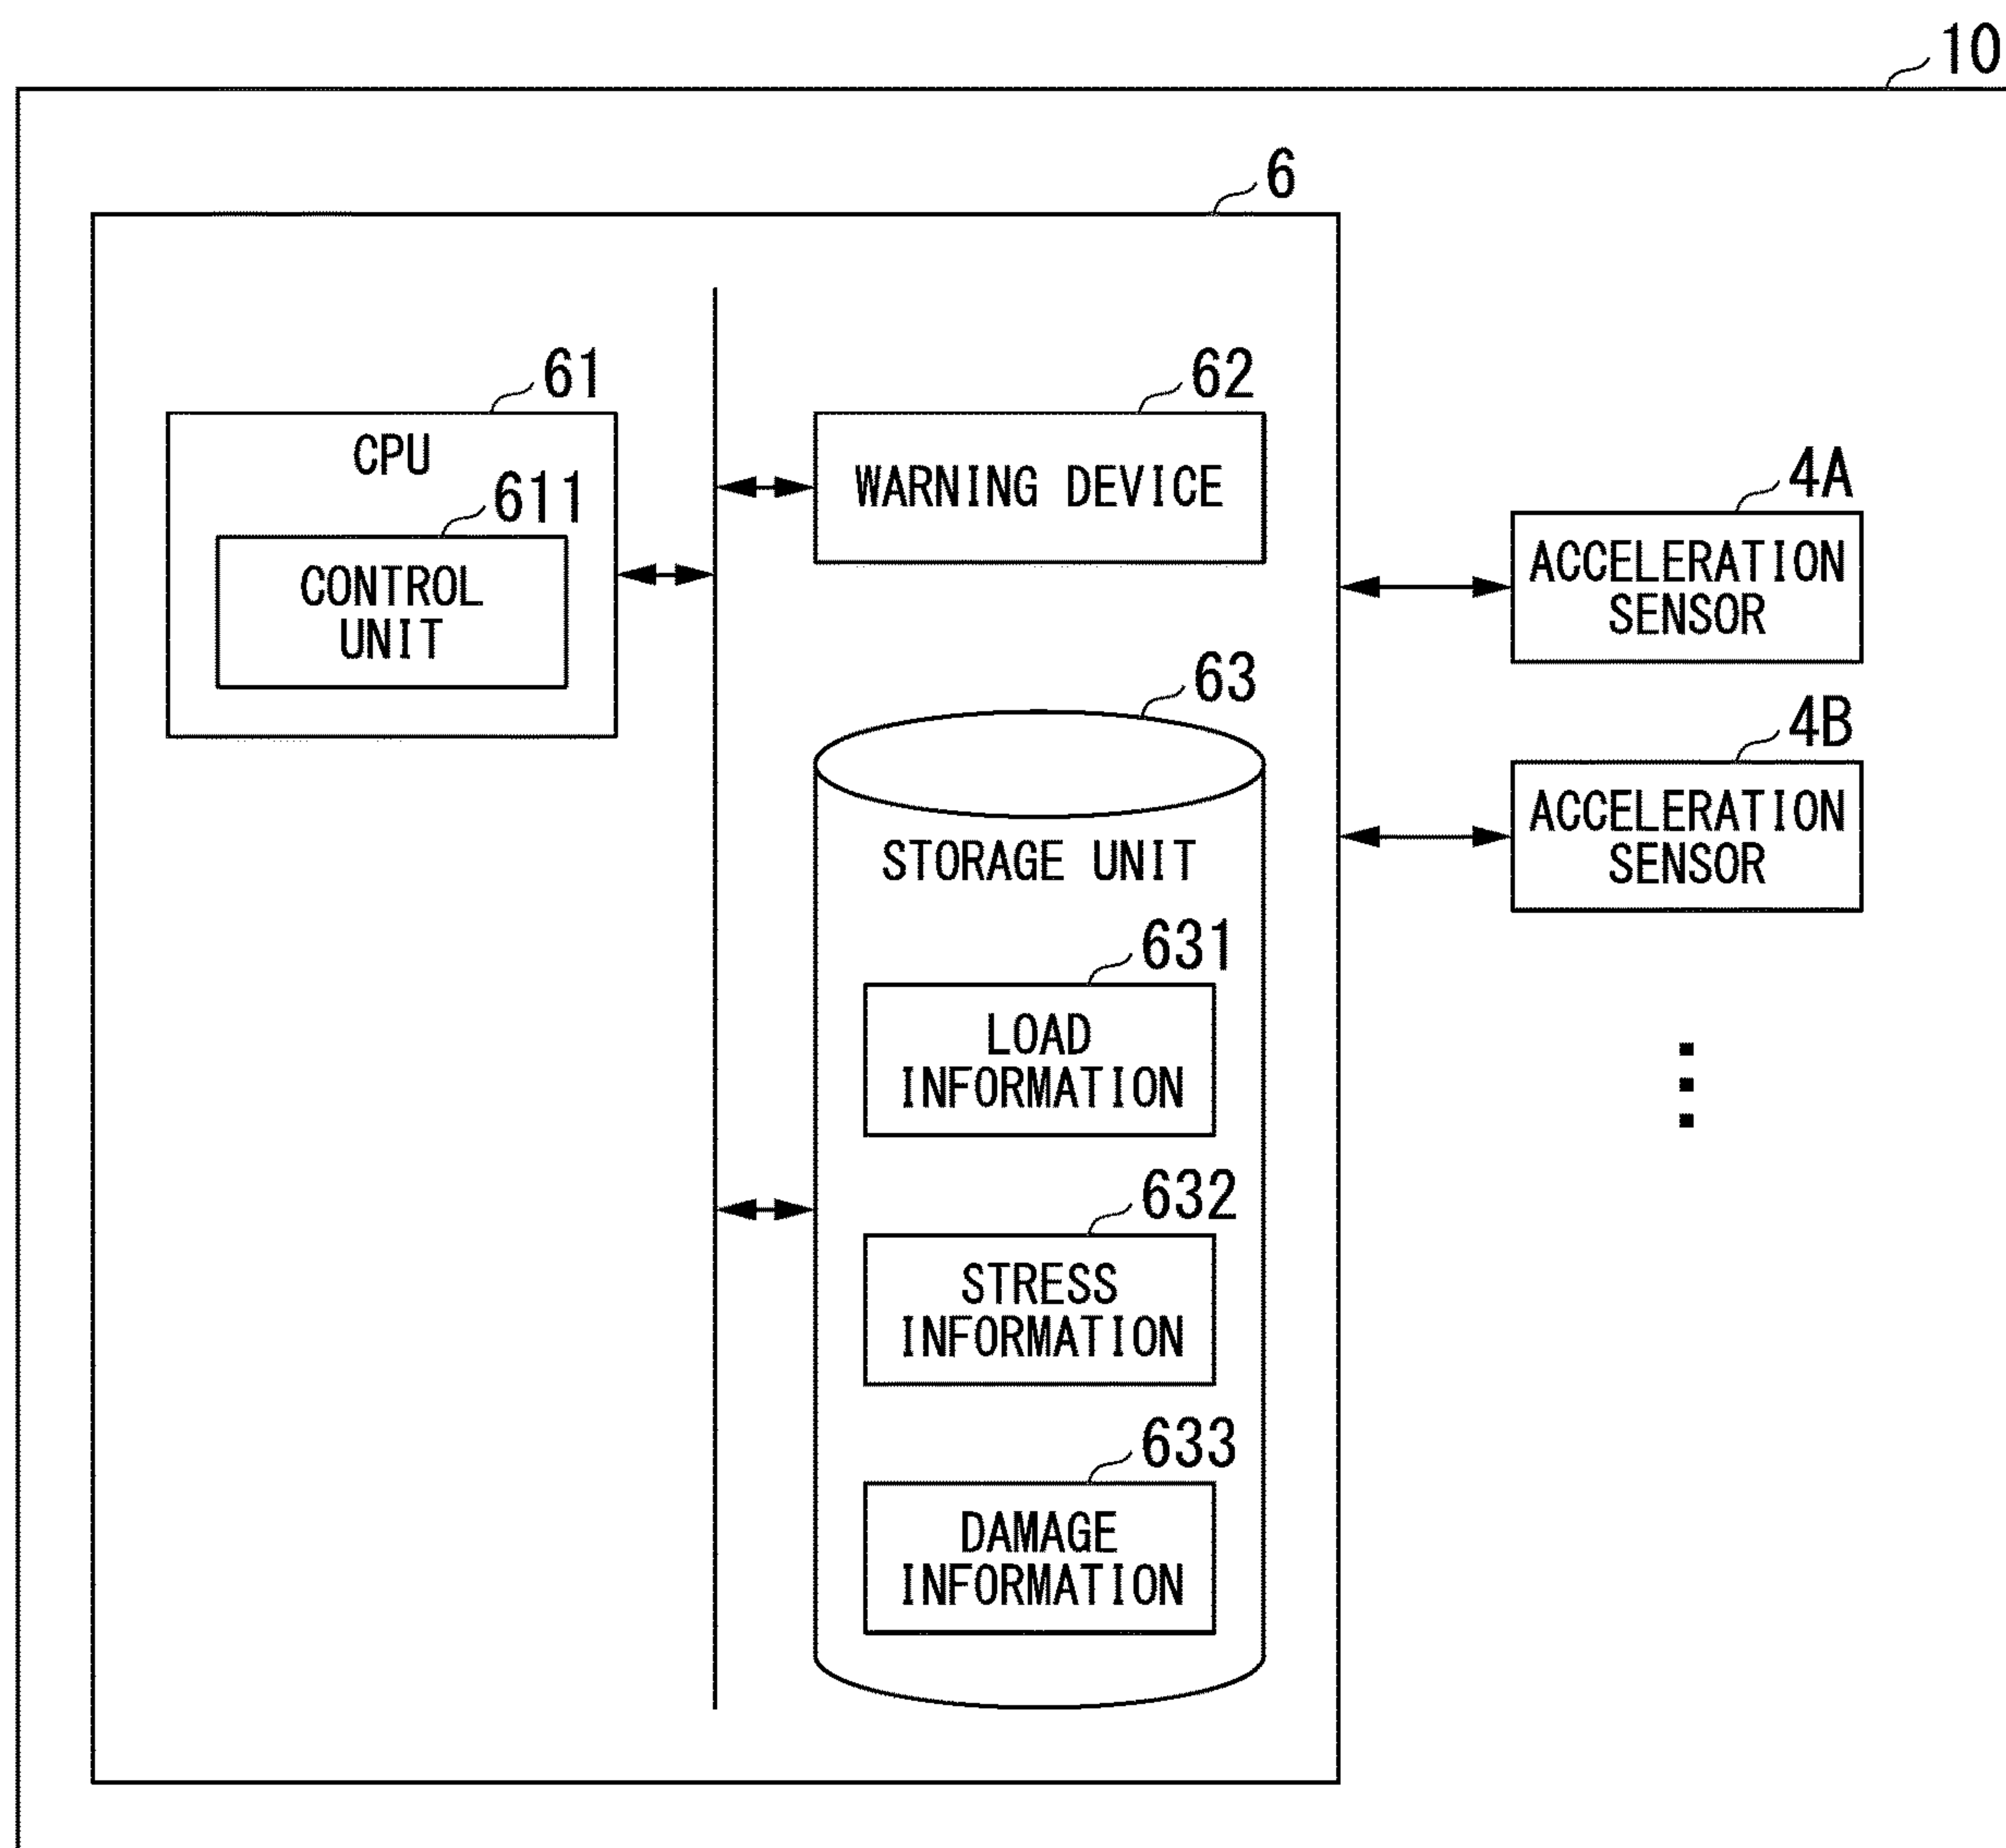 10
6
61
CPU
611
CONTROL
UNIT
62
WARNING DEVICE
63
STORAGE UNIT
631
LOAD
INFORMATION
632
STRESS
INFORMATION
633
DAMAGE
INFORMATION
4A
ACCELERATION
SENSOR
4B
ACCELERATION
SENSOR